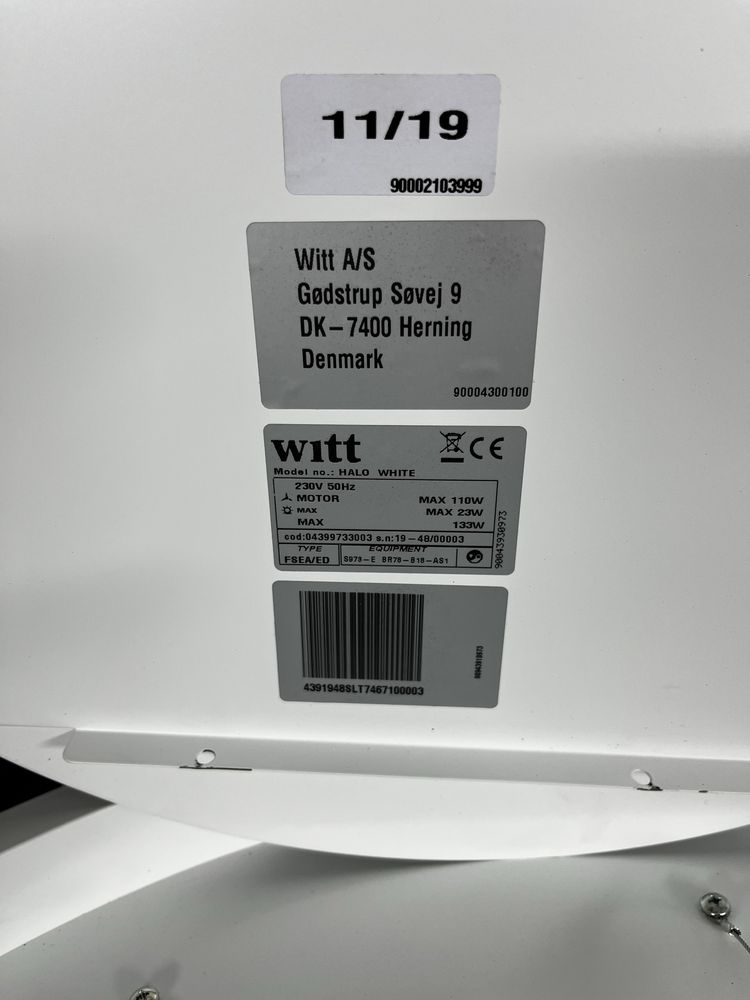 11/19
90002103999
Witt A/S
Gødstrup Søvej 9
DK-7400 Herning
Denmark
90004300100
witt
CE
Model no.: HALO WHITE
230V 50Hz
MOTOR MAX 110W
MAX MAX 23W
MAX 133W
cod:04399733003 s.n:19-48/00003
TYPE EQUIPMENT
FSEA/ED S978-E BR78-B18-AS1
90043930973
4391948SLT7467100003